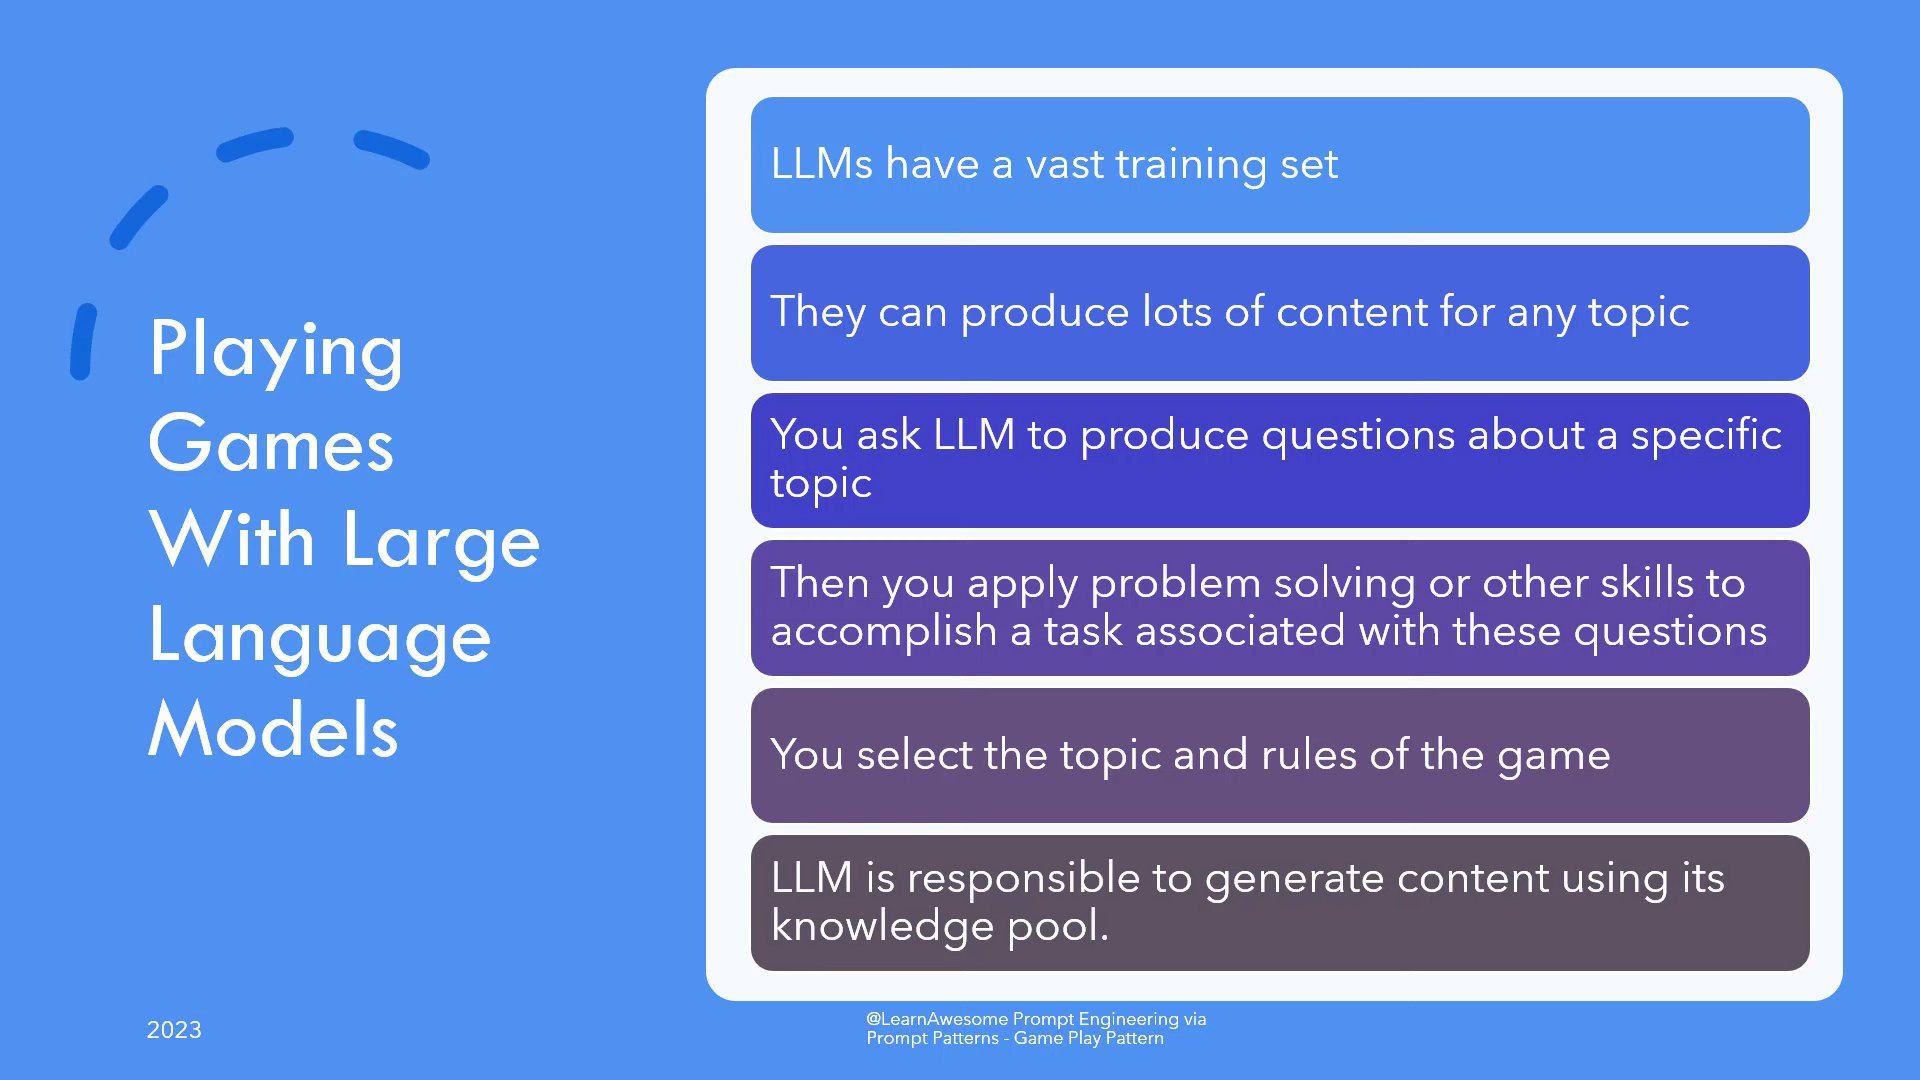 Playing
Games
With Large
Language
Models
LLMs have a vast training set
They can produce lots of content for any topic
You ask LLM to produce questions about a specific
topic
Then you apply problem solving or other skills to
accomplish a task associated with these questions
You select the topic and rules of the game
LLM is responsible to generate content using its
knowledge pool.
2023
@LearnAwesome Prompt Engineering via
Prompt Patterns - Game Play Pattern